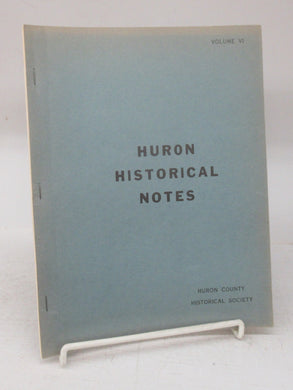 VOLUME VI
HURON
HISTORICAL
NOTES
HURON COUNTY
HISTORICAL SOCIETY